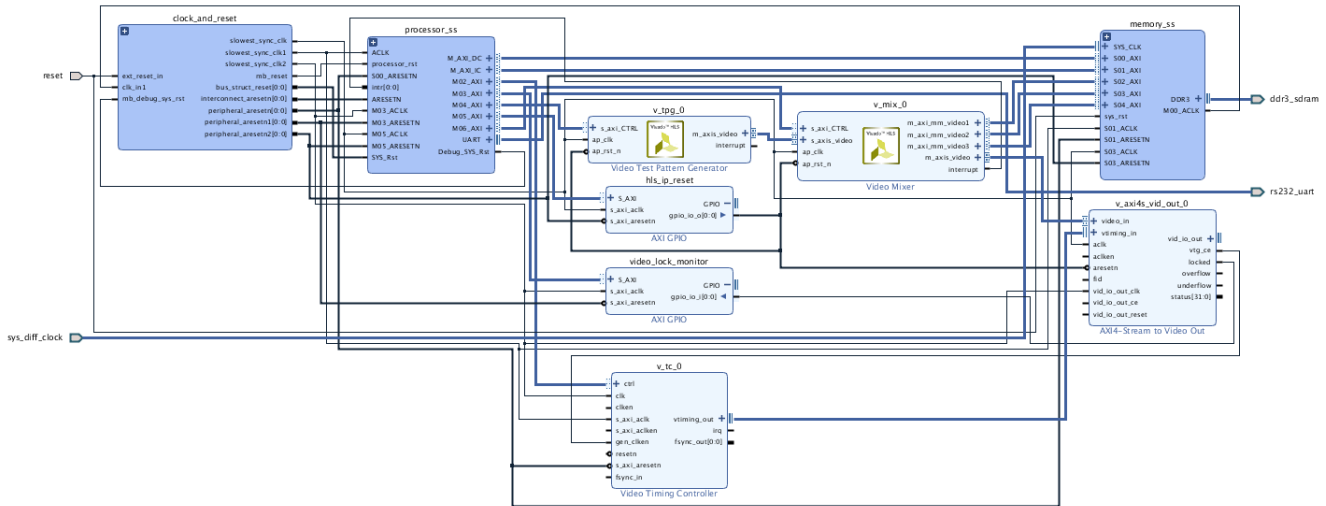 clock_and_reset
slowest_sync_clk
slowest_sync_clk1
slowest_sync_clk2
mb_reset
bus_struct_reset[0:0]
interconnect_aresetn[0:0]
peripheral_aresetn[0:0]
peripheral_aresetn1[0:0]
peripheral_aresetn2[0:0]
ext_reset_in
clk_in1
mb_debug_sys_rst
reset
sys_diff_clock
processor_ss
ACLK
processor_rst
S00_ARESETN
intr[0:0]
ARESETN
M03_ACLK
M03_ARESETN
M05_ACLK
M05_ARESETN
SYS_Rst
M_AXI_DC
M_AXI_IC
M02_AXI
M03_AXI
M04_AXI
M05_AXI
M06_AXI
UART
Debug_SYS_Rst
v_tpg_0
s_axi_CTRL
ap_clk
ap_rst_n
Vivado™ HLS
m_axis_video
interrupt
Video Test Pattern Generator
hls_ip_reset
S_AXI
s_axi_aclk
s_axi_aresetn
GPIO
gpio_io_o[0:0]
AXI GPIO
video_lock_monitor
S_AXI
s_axi_aclk
s_axi_aresetn
GPIO
gpio_io_i[0:0]
AXI GPIO
v_tc_0
ctrl
clk
clken
s_axi_aclk
s_axi_aclken
gen_clken
resetn
s_axi_aresetn
fsync_in
vtiming_out
irq
fsync_out[0:0]
Video Timing Controller
v_mix_0
s_axi_CTRL
s_axis_video
ap_clk
ap_rst_n
Vivado™ HLS
m_axi_mm_video1
m_axi_mm_video2
m_axi_mm_video3
m_axis_video
interrupt
Video Mixer
memory_ss
SYS_CLK
S00_AXI
S01_AXI
S02_AXI
S03_AXI
S04_AXI
sys_rst
S01_ACLK
S01_ARESETN
S03_ACLK
S03_ARESETN
DDR3
M00_ACLK
ddr3_sdram
rs232_uart
v_axi4s_vid_out_0
video_in
vtiming_in
aclk
aclken
aresetn
fid
vid_io_out_clk
vid_io_out_ce
vid_io_out_reset
vid_io_out
vtg_ce
locked
overflow
underflow
status[31:0]
AXI4-Stream to Video Out